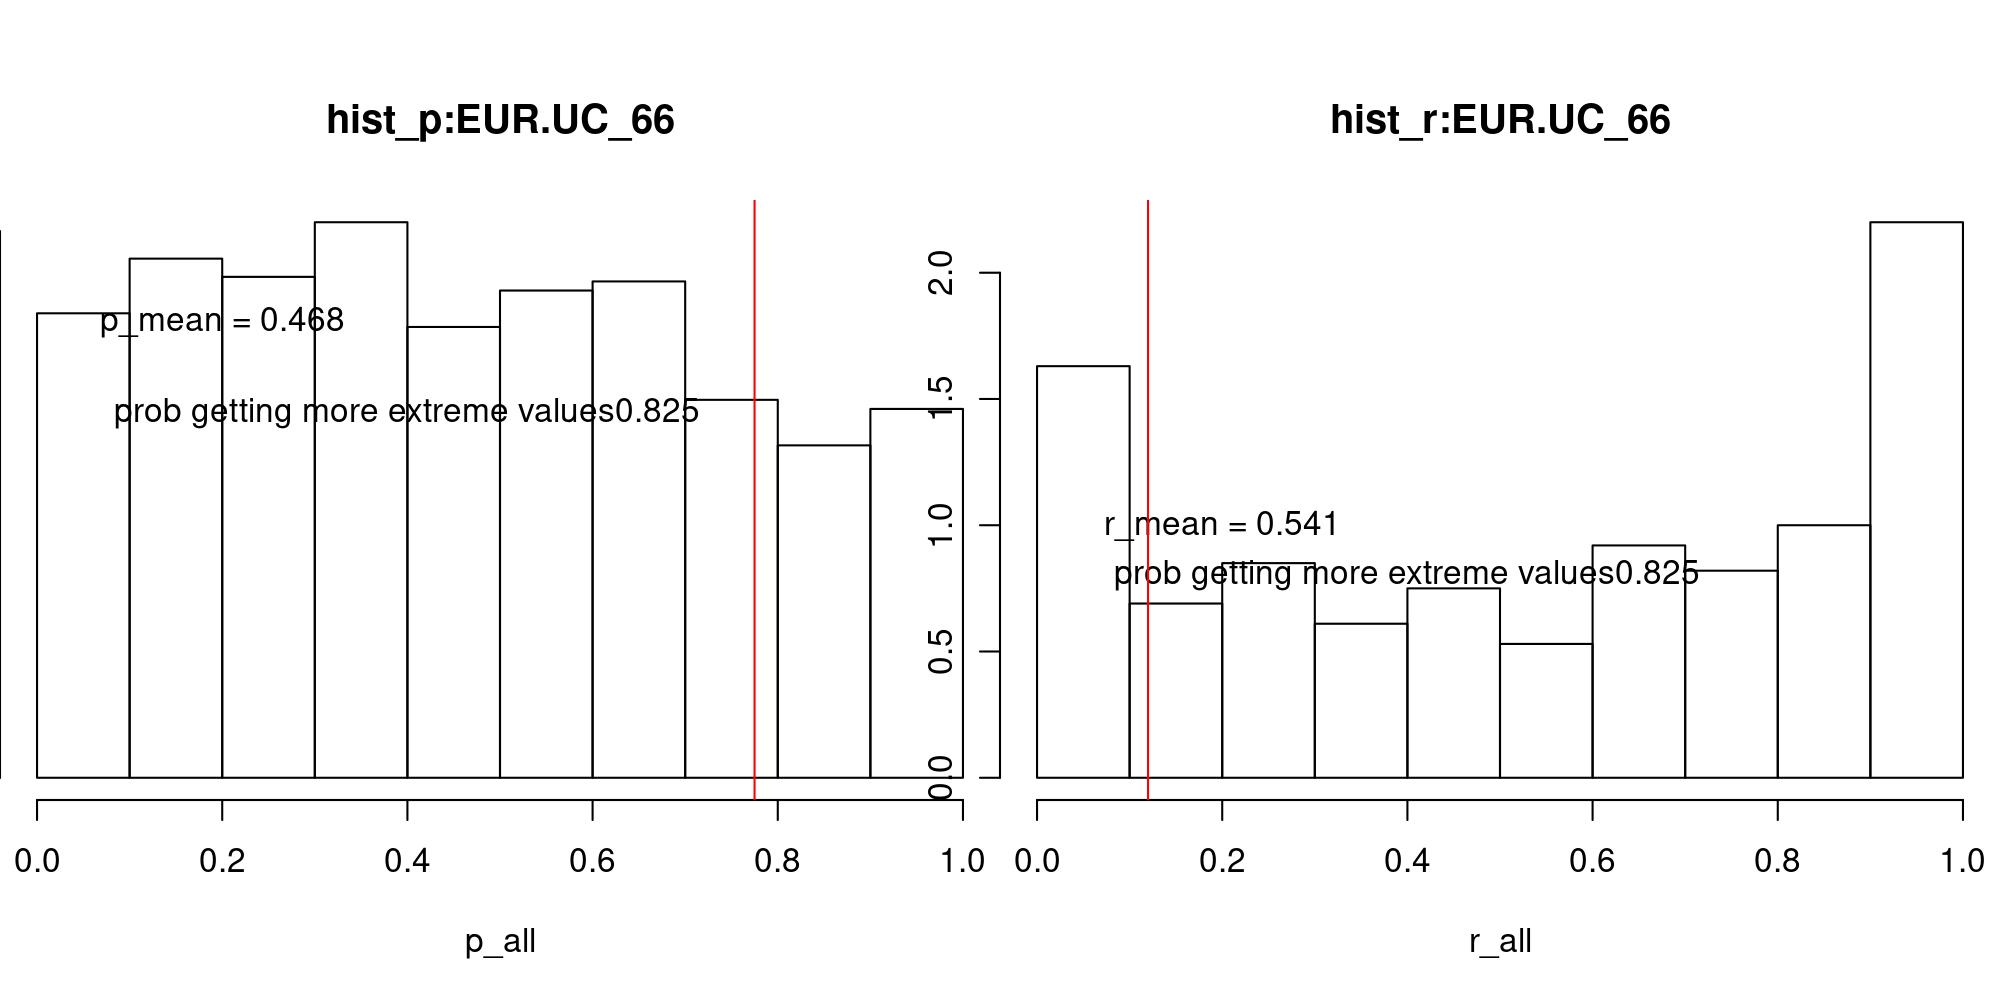 hist_p:EUR.UC_66
p_mean = 0.468
prob getting more extreme values0.825
0.0 0.2 0.4 0.6 0.8 1.0
p_all
hist_r:EUR.UC_66
2.0
1.5
1.0
0.5
0.0
r_mean = 0.541
prob getting more extreme values0.825
0.0 0.2 0.4 0.6 0.8 1.0
r_all